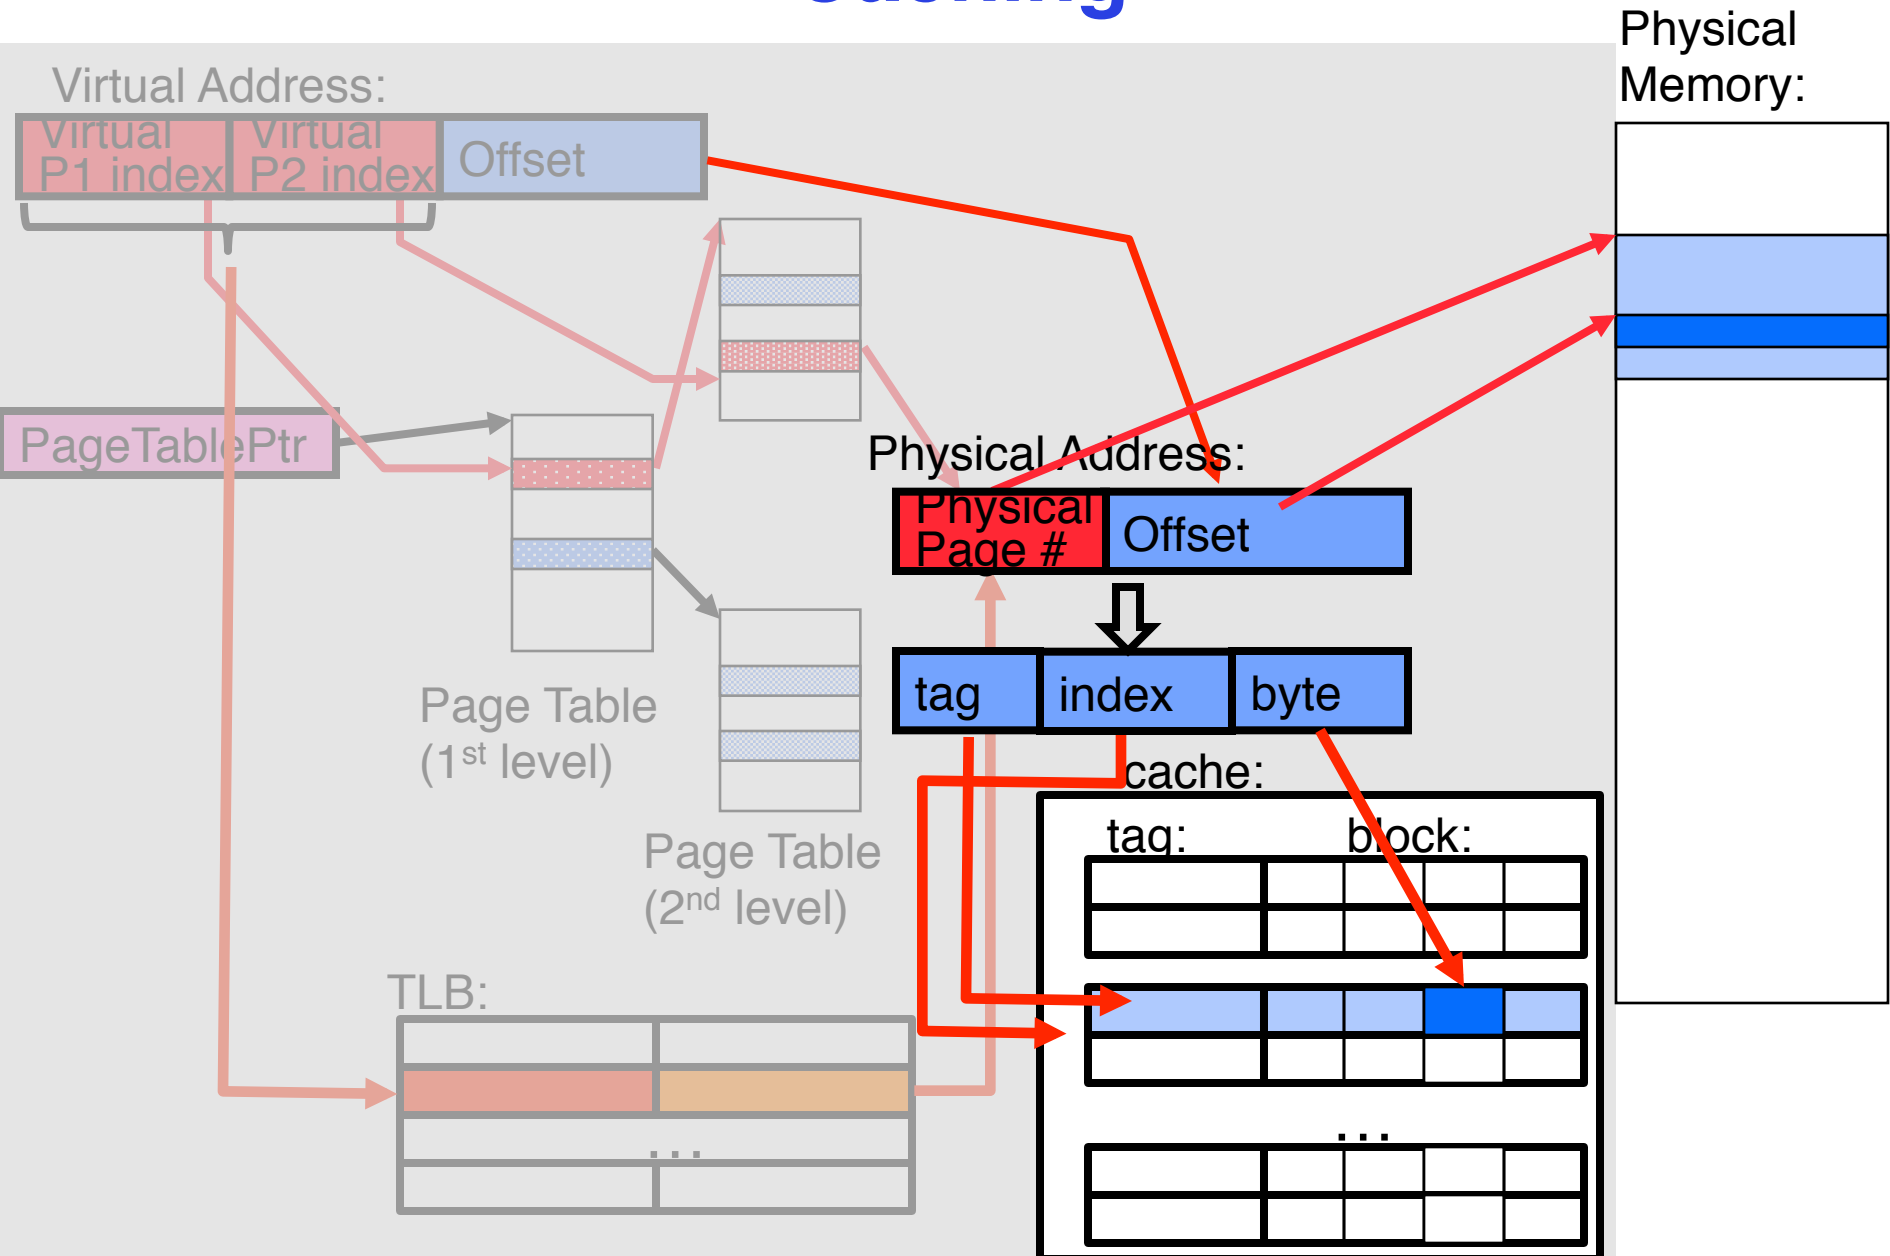 Caching
Physical
Memory:
Virtual Address:
Virtual
P1 index
Virtual
P2 index
Offset
PageTablePtr
Physical Address:
Physical
Page #
Offset
tag
index
byte
Page Table
(1st level)
cache:
tag:
block:
Page Table
(2nd level)
TLB:
...
...